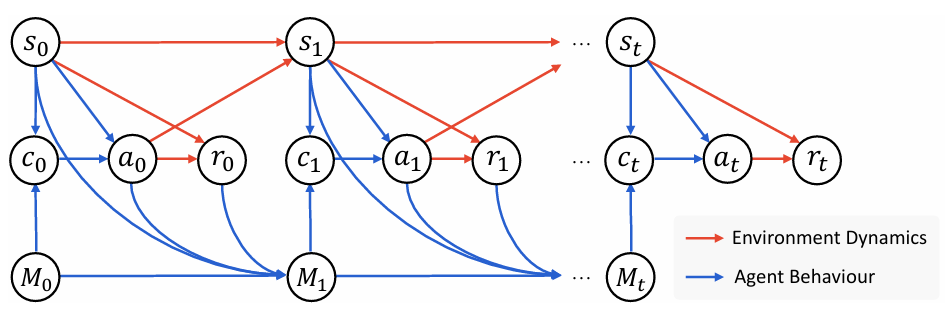 s₀ s₁ ... sₜ
c₀ a₀ r₀ c₁ a₁ r₁ ... cₜ aₜ rₜ
Environment Dynamics
M₀ M₁ ... Mₜ
Agent Behaviour